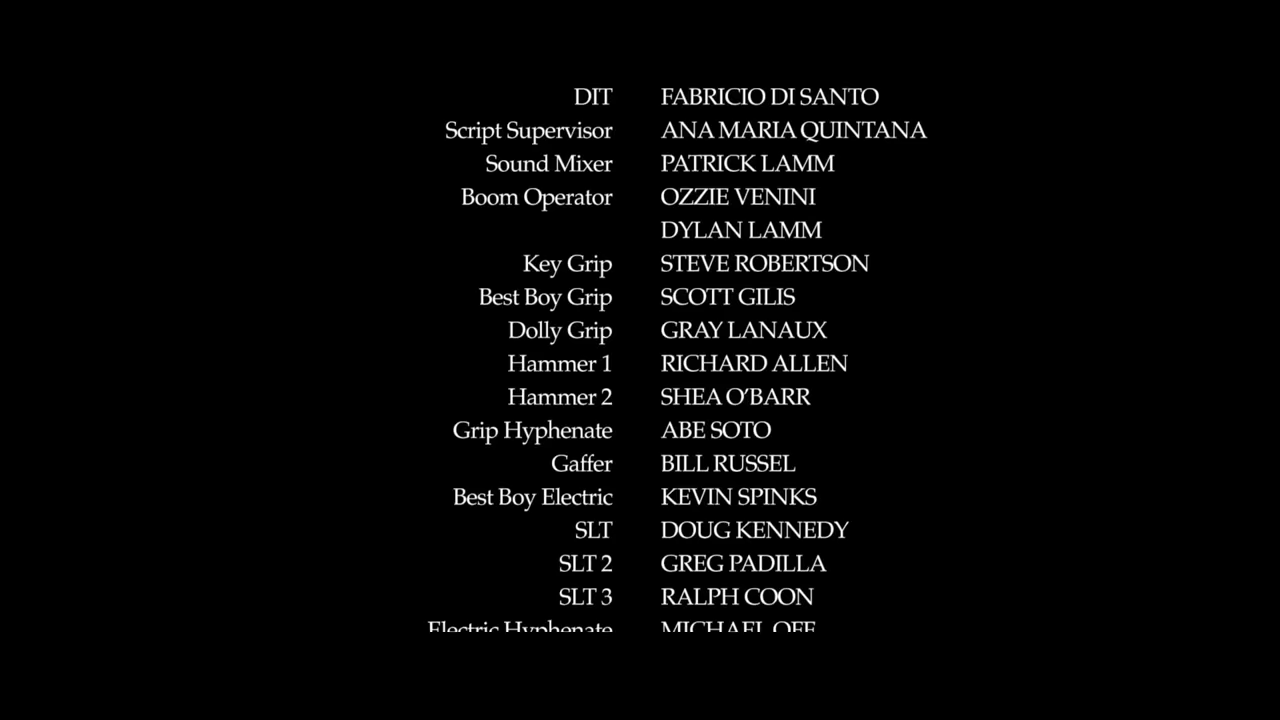 DIT FABRICIO DI SANTO
Script Supervisor ANA MARIA QUINTANA
Sound Mixer PATRICK LAMM
Boom Operator OZZIE VENINI
DYLAN LAMM
Key Grip STEVE ROBERTSON
Best Boy Grip SCOTT GILIS
Dolly Grip GRAY LANAUX
Hammer 1 RICHARD ALLEN
Hammer 2 SHEA O’BARR
Grip Hyphenate ABE SOTO
Gaffer BILL RUSSEL
Best Boy Electric KEVIN SPINKS
SLT DOUG KENNEDY
SLT 2 GREG PADILLA
SLT 3 RALPH COON
Electric Hyphenate MICHAEL